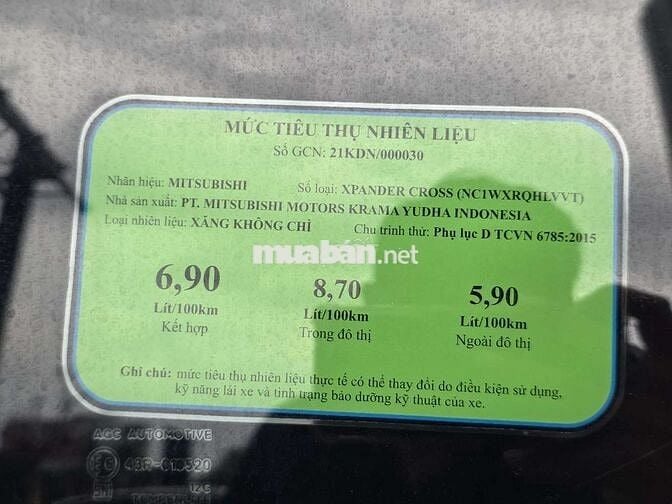 MỨC TIÊU THỤ NHIÊN LIỆU
Số GCN: 21KDN/000030
Nhãn hiệu: MITSUBISHI Số loại: XPANDER CROSS (NC1WXRQHLVVT)
Nhà sản xuất: PT. MITSUBISHI MOTORS KRAMA YUDHA INDONESIA
Loại nhiên liệu: XĂNG KHÔNG CHÌ Chu trình thử: Phụ lục D TCVN 6785:2015
muabán.net
6,90 8,70 5,90
Lít/100km Lít/100km Lít/100km
Kết hợp Trong đô thị Ngoài đô thị
Ghi chú: mức tiêu thụ nhiên liệu thực tế có thể thay đổi do điều kiện sử dụng,
kỹ năng lái xe và tình trạng bảo dưỡng kỹ thuật của xe.
AGC AUTOMOTIVE
43R-010520